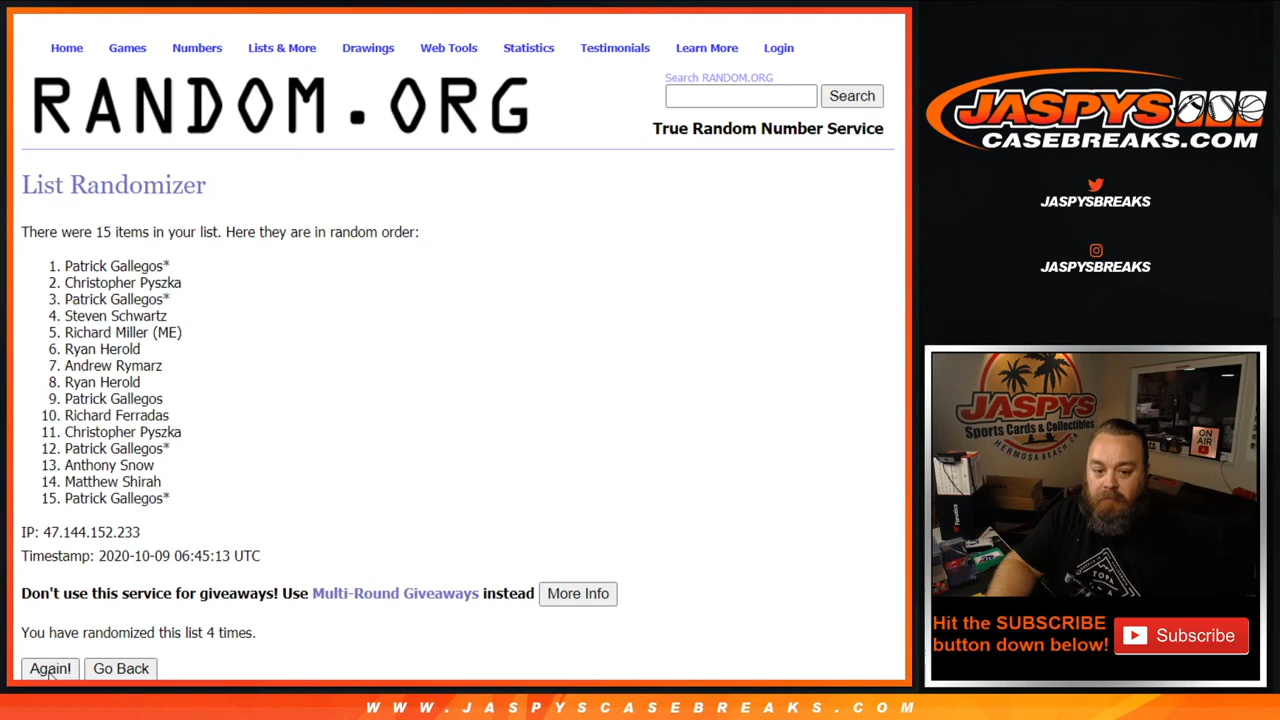 Home Games Numbers Lists & More Drawings Web Tools Statistics Testimonials Learn More Login
RANDOM.ORG
Search RANDOM.ORG
Search
True Random Number Service
List Randomizer
There were 15 items in your list. Here they are in random order:
1. Patrick Gallegos*
2. Christopher Pyszka
3. Patrick Gallegos*
4. Steven Schwartz
5. Richard Miller (ME)
6. Ryan Herold
7. Andrew Rymarz
8. Ryan Herold
9. Patrick Gallegos
10. Richard Ferradas
11. Christopher Pyszka
12. Patrick Gallegos*
13. Anthony Snow
14. Matthew Shirah
15. Patrick Gallegos*
IP: 47.144.152.233
Timestamp: 2020-10-09 06:45:13 UTC
Don't use this service for giveaways! Use Multi-Round Giveaways instead More Info
You have randomized this list 4 times.
Again! Go Back
JASPYS
CASEBREAKS.COM
JASPYSBREAKS
JASPYSBREAKS
JASPYS
Sports Cards & Collectibles
HERMOSA BEACH, CA
ON
AIR
Fanatics
TOPA
Hit the SUBSCRIBE
button down below!
Subscribe
WWW.JASPYSCASEBREAKS.COM